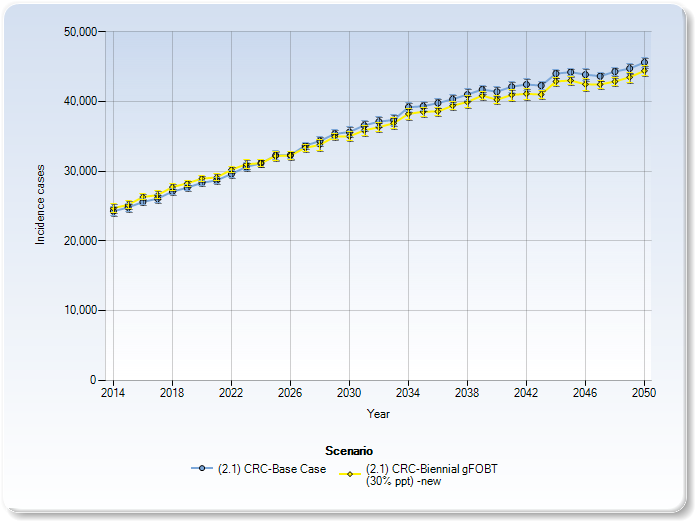 50,000
40,000
30,000
20,000
10,000
0
Incidence cases
2014 2018 2022 2026 2030 2034 2038 2042 2046 2050
Year
Scenario
(2.1) CRC-Base Case
(2.1) CRC-Biennial gFOBT
(30% ppt) -new